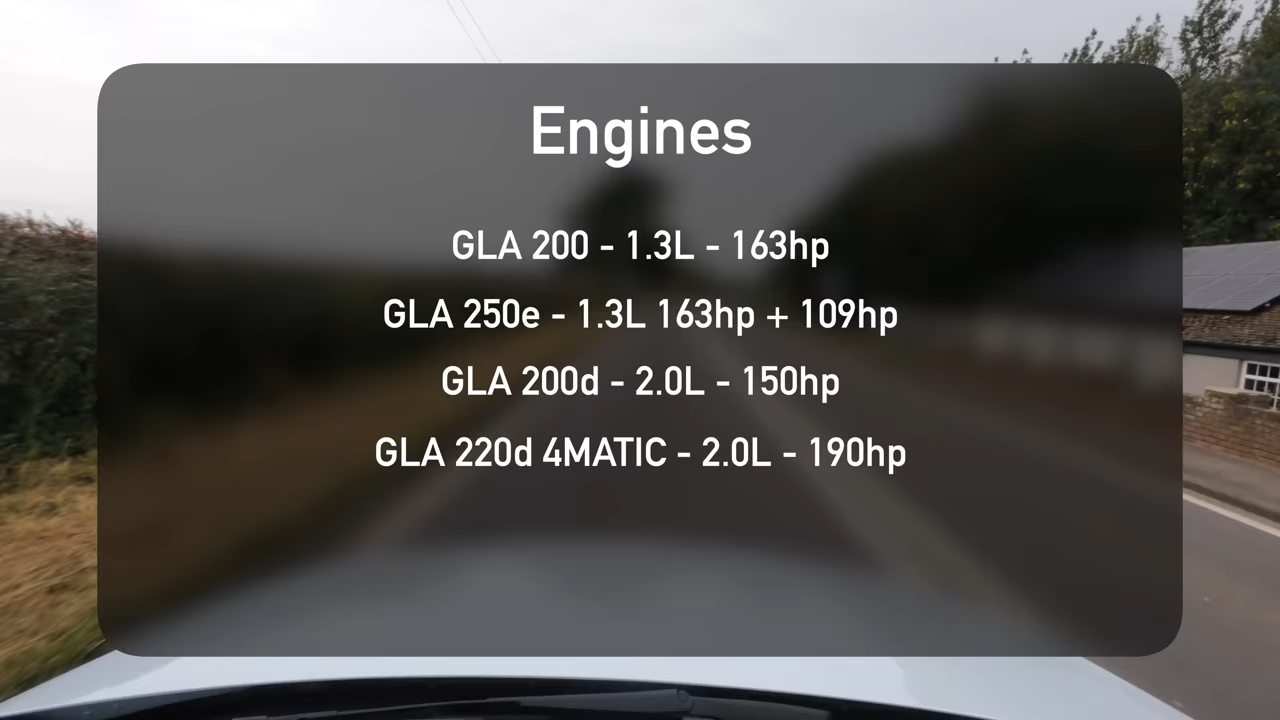 Engines
GLA 200 - 1.3L - 163hp
GLA 250e - 1.3L 163hp + 109hp
GLA 200d - 2.0L - 150hp
GLA 220d 4MATIC - 2.0L - 190hp